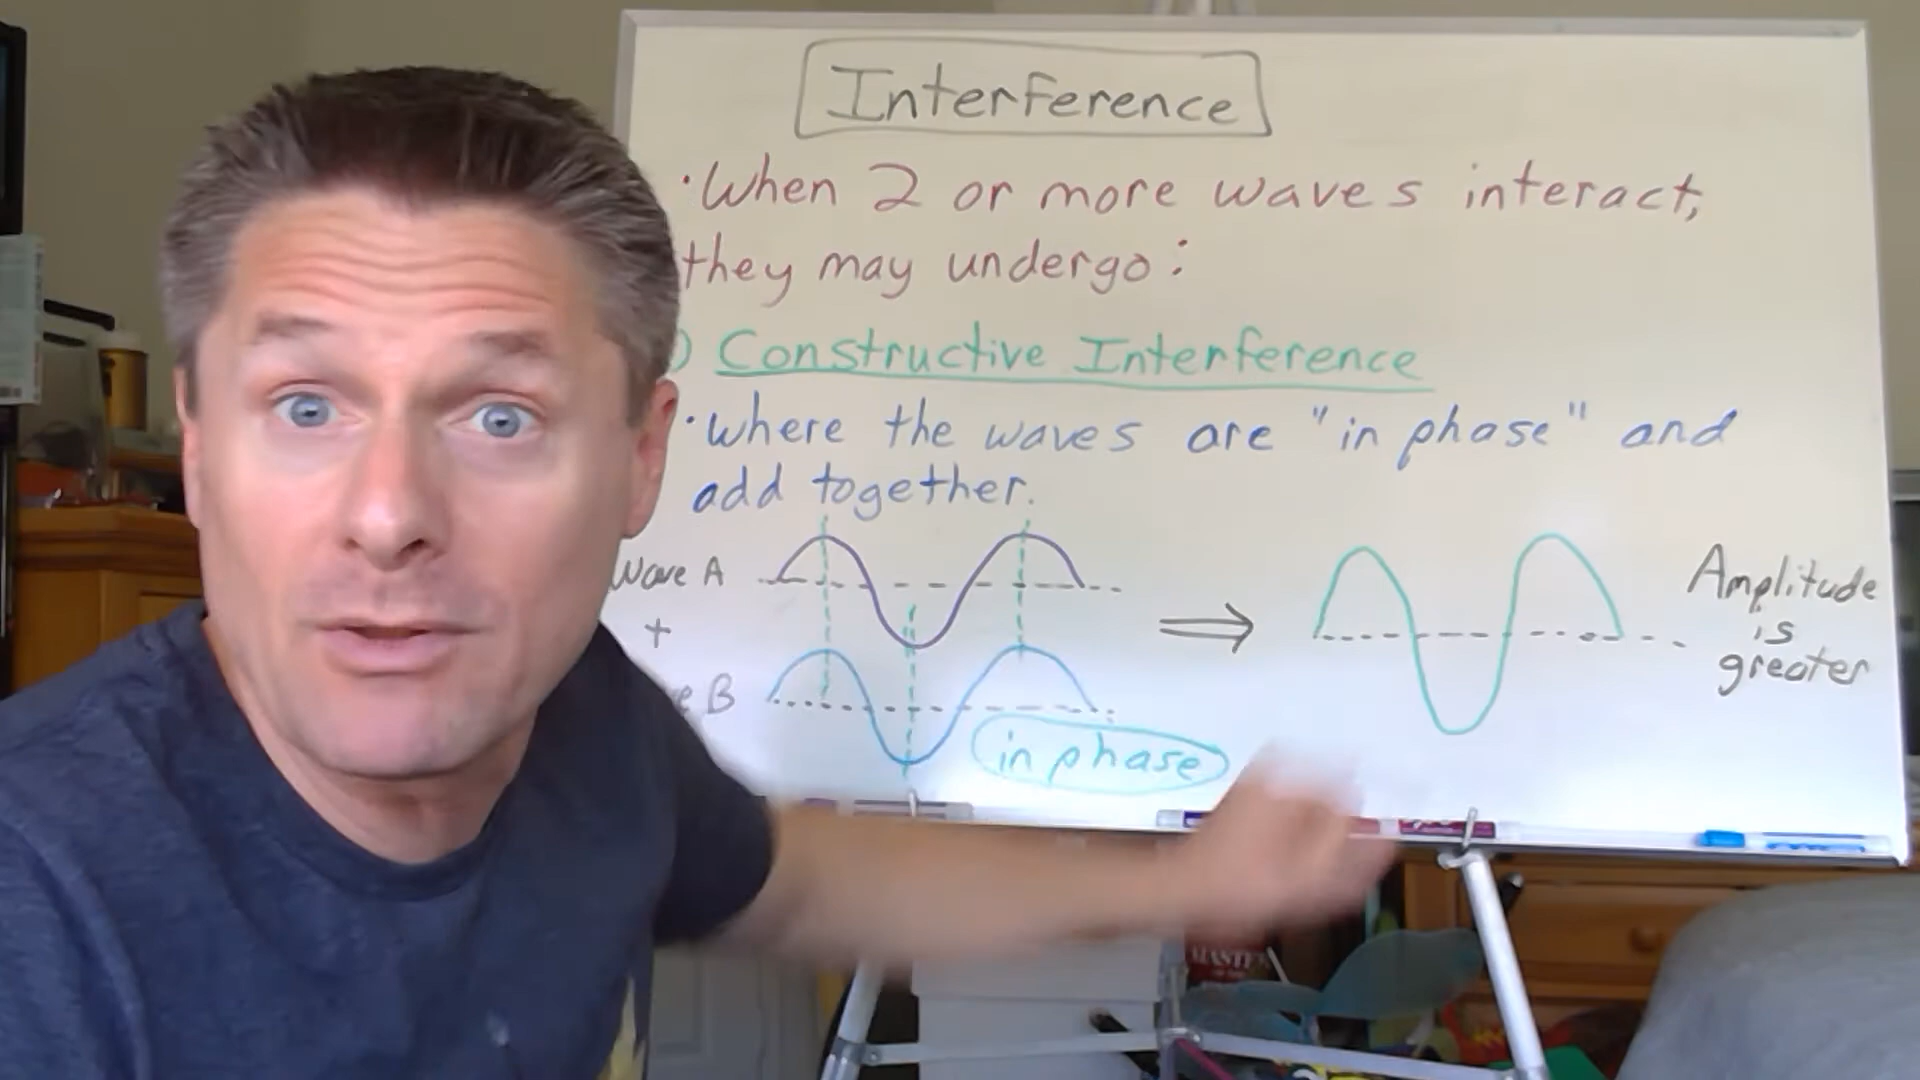 Interference
·When 2 or more waves interact,
they may undergo:
) Constructive Interference
·Where the waves are "in phase" and
add together.
Wave A
+
e B
in phase
⇒
Amplitude
is
greater
MASTER